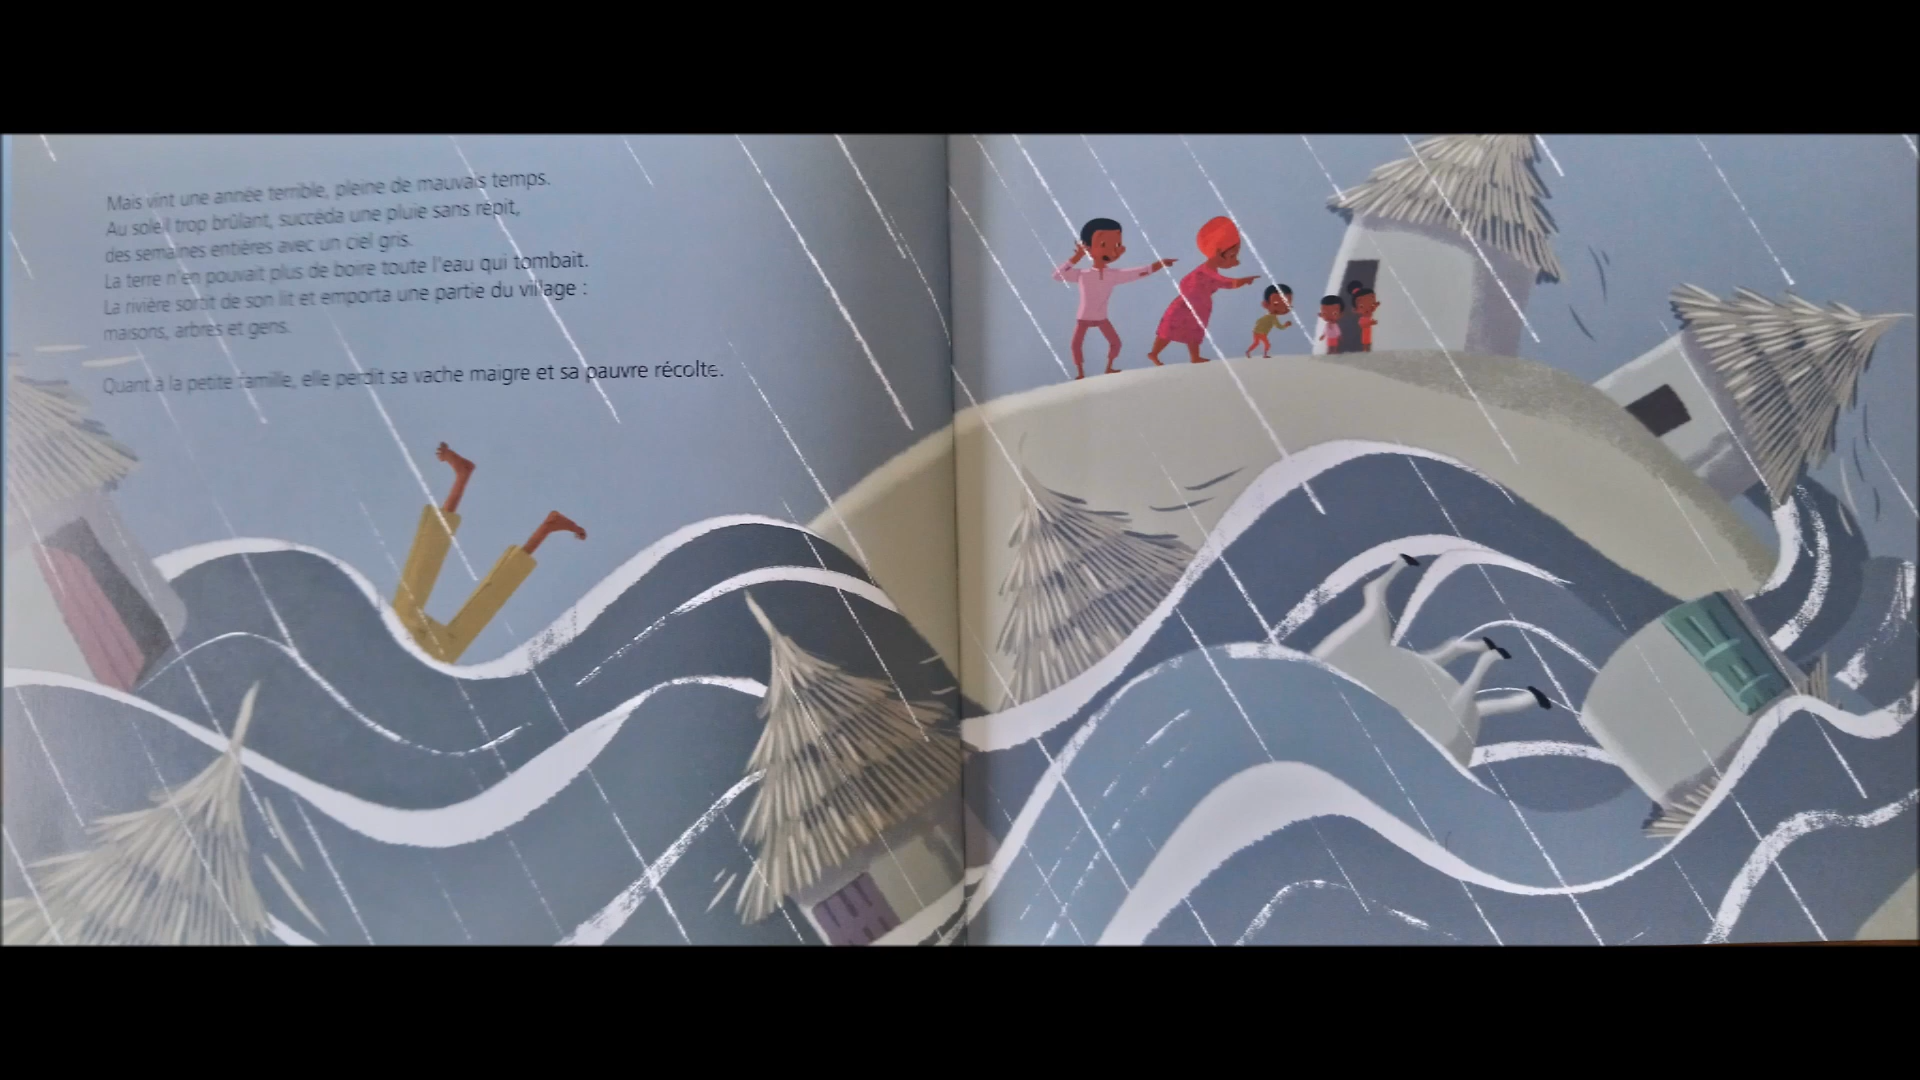 Mais vint une année terrible, pleine de mauvais temps.
Au soleil trop brûlant, succéda une pluie sans répit,
des semaines entières avec un ciel gris.
La terre n'en pouvait plus de boire toute l'eau qui tombait.
La rivière sortit de son lit et emporta une partie du village :
maisons, arbres et gens.
Quant à la petite famille, elle perdit sa vache maigre et sa pauvre récolte.